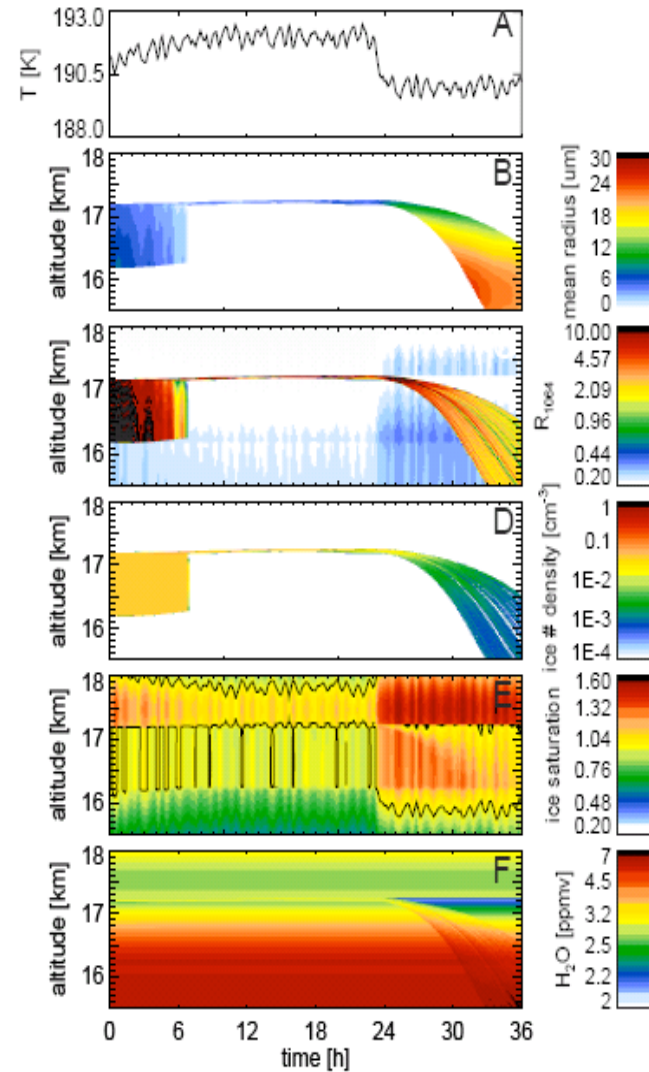 193.0
A
190.5
T [K]
188.0
18
B
17
16
altitude [km]
30
24
18
12
6
0
mean radius [um]
18
17
16
altitude [km]
10.00
4.57
2.09
0.96
0.44
0.20
R1064
18
D
17
16
altitude [km]
1
0.1
1E-2
1E-3
1E-4
ice # density [cm⁻³]
18
E
17
16
altitude [km]
1.60
1.32
1.04
0.76
0.48
0.20
ice saturation
18
F
17
16
altitude [km]
7
4.5
3.2
2.5
2.2
2
H₂O [ppmv]
0 6 12 18 24 30 36
time [h]